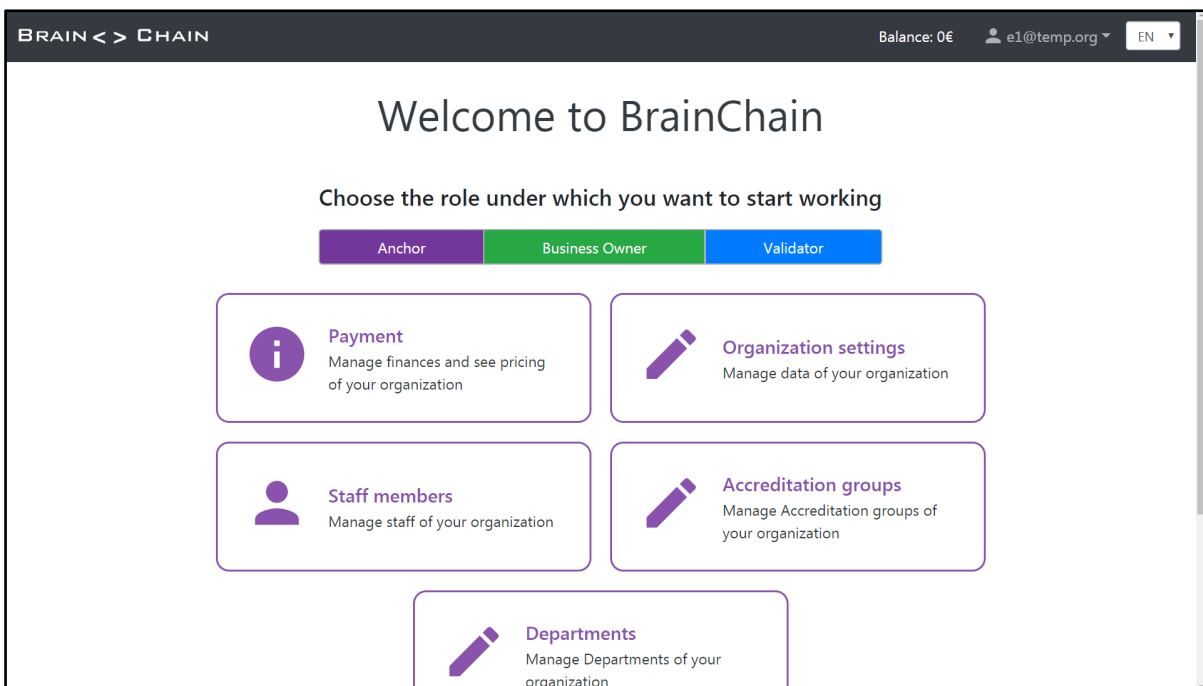 BRAIN < > CHAIN
Balance: 0€
e1@temp.org
EN
Welcome to BrainChain
Choose the role under which you want to start working
Anchor
Business Owner
Validator
Payment
Manage finances and see pricing
of your organization
Organization settings
Manage data of your organization
Staff members
Manage staff of your organization
Accreditation groups
Manage Accreditation groups of
your organization
Departments
Manage Departments of your
organization